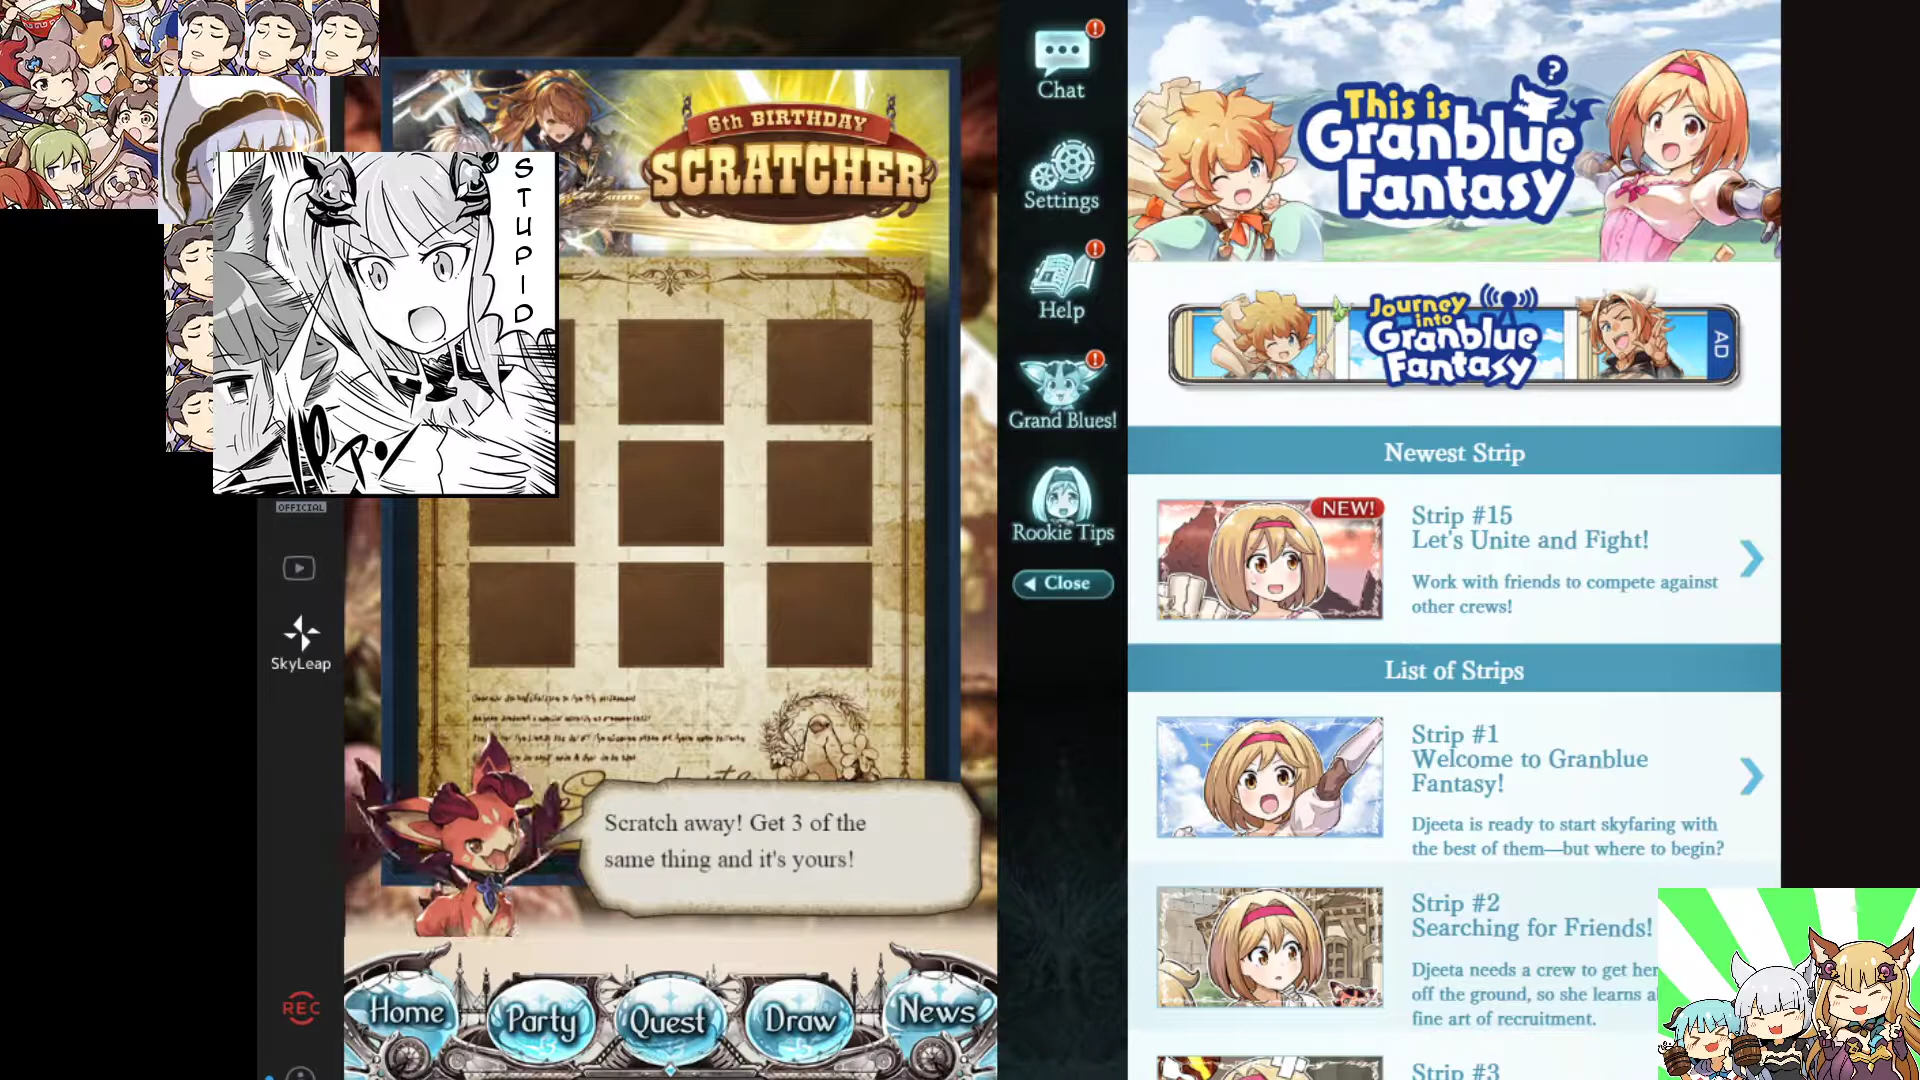 6th BIRTHDAY
SCRATCHER
STUPID
パァン
OFFICIAL
SkyLeap
REC
Scratch away! Get 3 of the
same thing and it's yours!
Home
Party
Quest
Draw
News
Chat
Settings
Help
Grand Blues!
Rookie Tips
Close
This is
Granblue
Fantasy
?
Journey
into
Granblue
Fantasy
AD
Newest Strip
NEW!
Strip #15
Let's Unite and Fight!
Work with friends to compete against
other crews!
List of Strips
Strip #1
Welcome to Granblue
Fantasy!
Djeeta is ready to start skyfaring with
the best of them—but where to begin?
Strip #2
Searching for Friends!
Djeeta needs a crew to get her
off the ground, so she learns
fine art of recruitment.
Strip #3